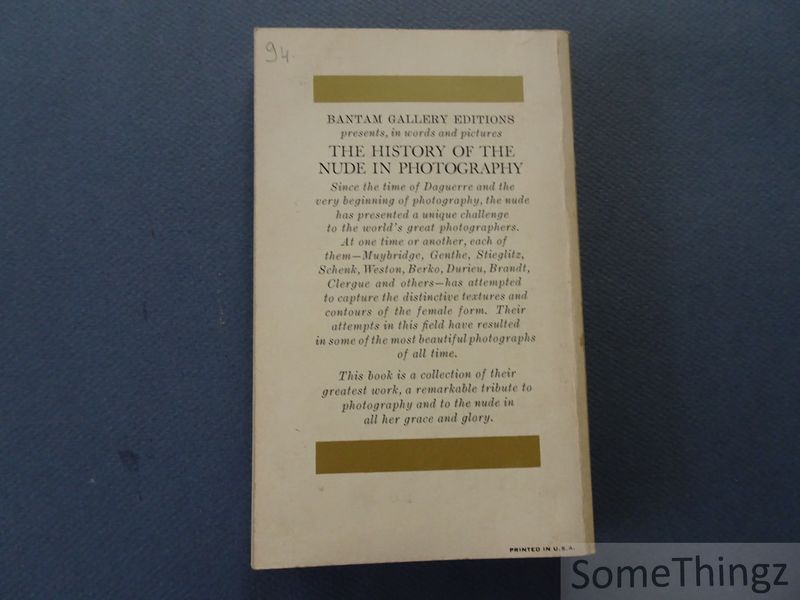 94.
BANTAM GALLERY EDITIONS
presents, in words and pictures
THE HISTORY OF THE
NUDE IN PHOTOGRAPHY
Since the time of Daguerre and the
very beginning of photography, the nude
has presented a unique challenge
to the world's great photographers.
At one time or another, each of
them—Muybridge, Genthe, Stieglitz,
Schenk, Weston, Berko, Durieu, Brandt,
Clergue and others—has attempted
to capture the distinctive textures and
contours of the female form. Their
attempts in this field have resulted
in some of the most beautiful photographs
of all time.
This book is a collection of their
greatest work, a remarkable tribute to
photography and to the nude in
all her grace and glory.
PRINTED IN U.S.A.
SomeThingz